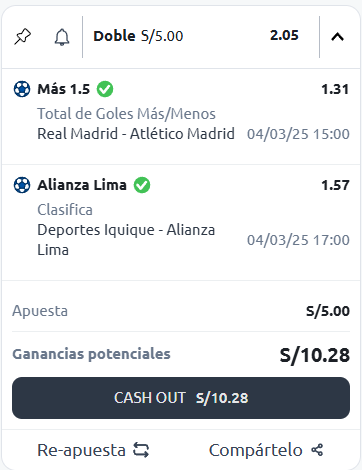 Doble S/5.00 2.05
Más 1.5 1.31
Total de Goles Más/Menos
Real Madrid - Atlético Madrid 04/03/25 15:00
Alianza Lima 1.57
Clasifica
Deportes Iquique - Alianza
Lima 04/03/25 17:00
Apuesta S/5.00
Ganancias potenciales S/10.28
CASH OUT S/10.28
Re-apuesta Compártelo